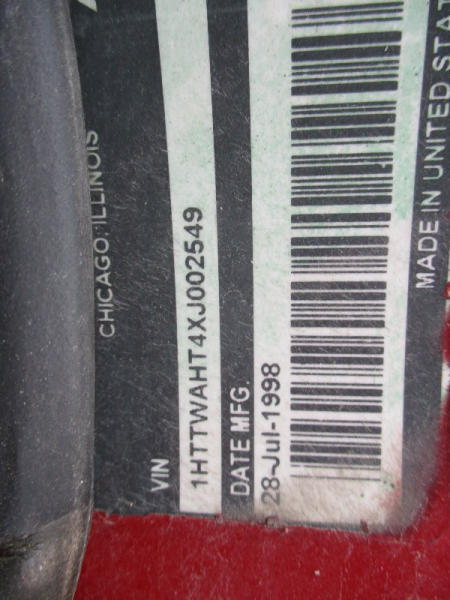 CHICAGO, ILLINOIS
VIN
1HTTWAHT4XJ002549
DATE MFG.
28-Jul-1998
MADE IN UNITED STAT